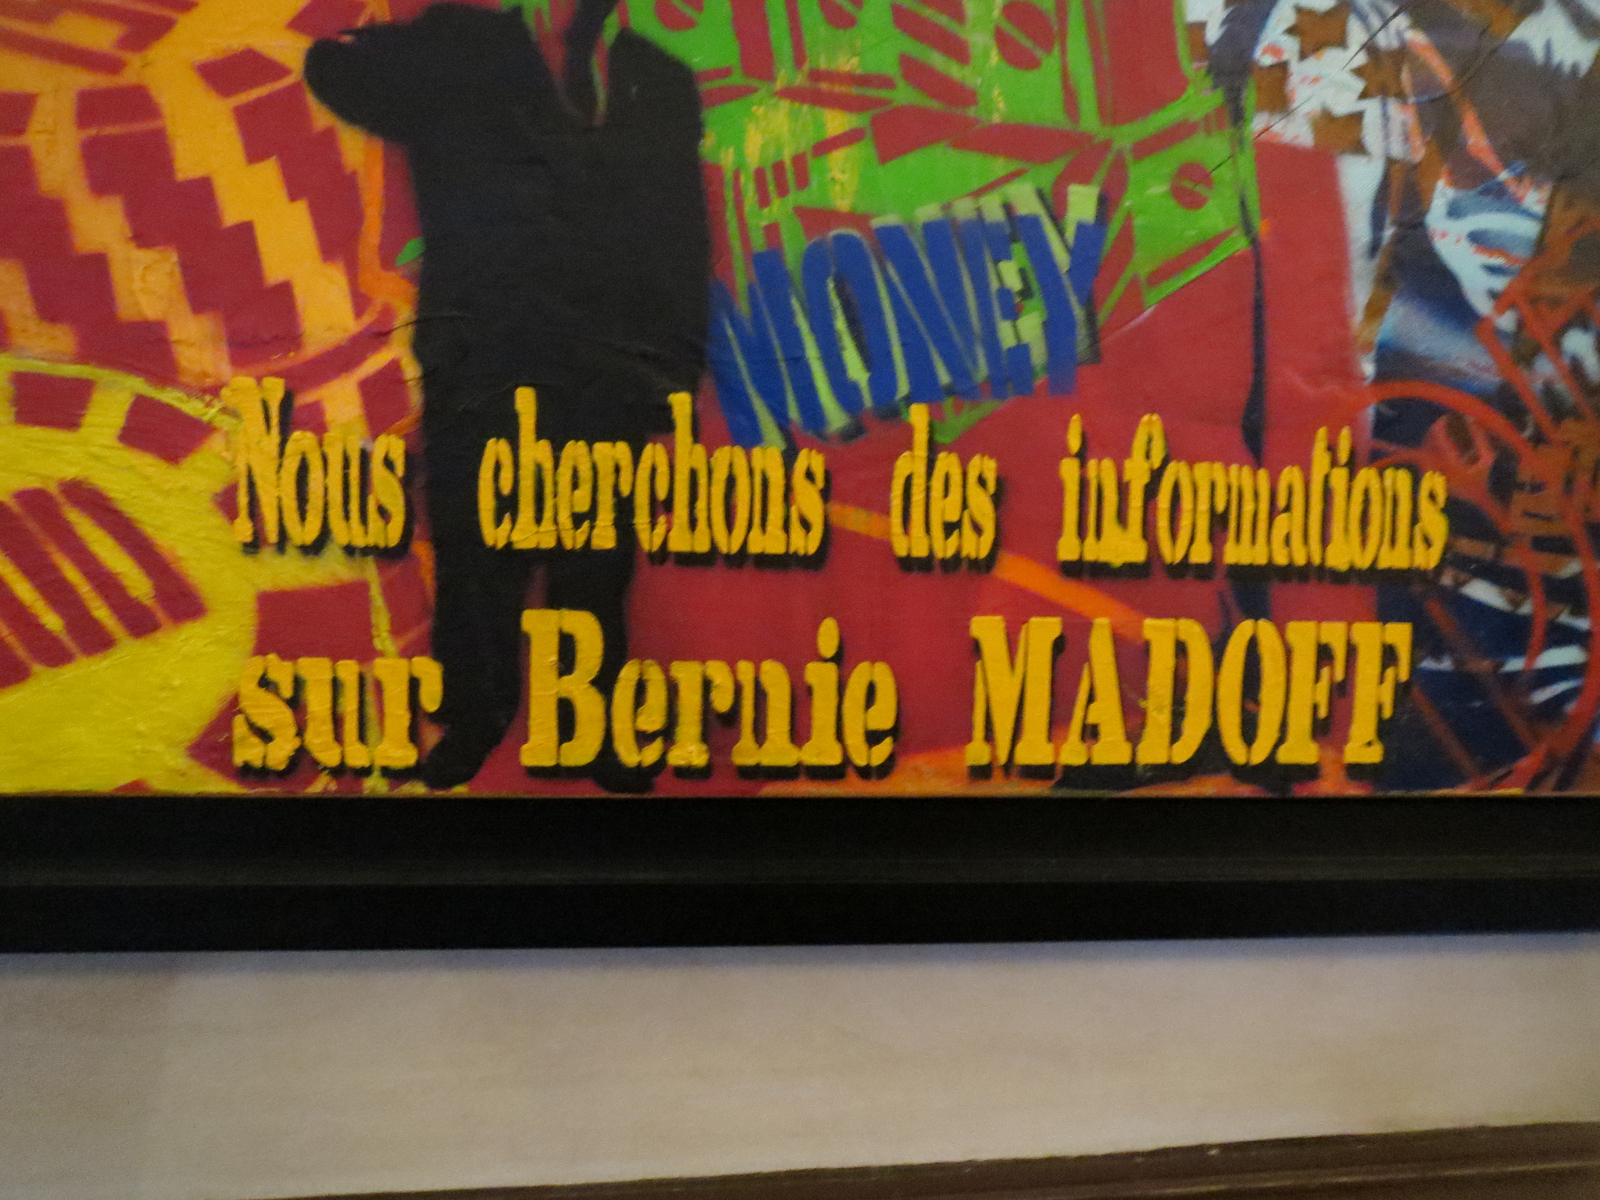 MONEY
Nous cherchons des informations
sur Bernie MADOFF